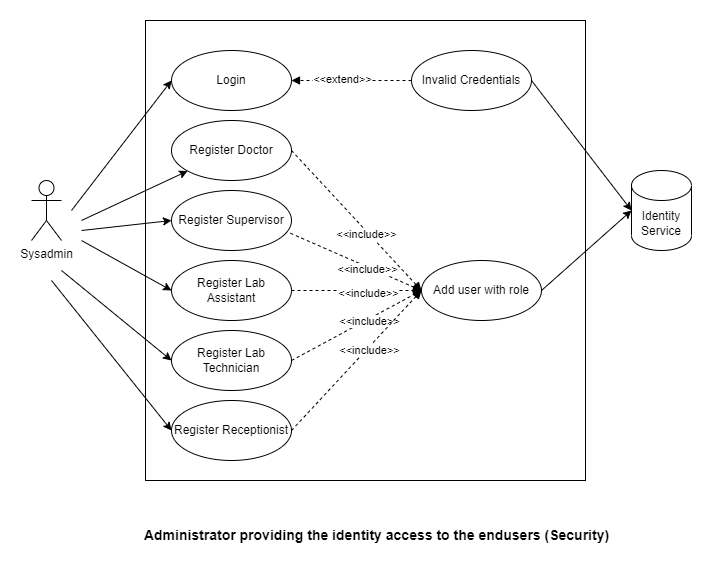 Login
<<extend>>
Invalid Credentials
Register Doctor
Register Supervisor
<<include>>
Identity
Service
Sysadmin
<<include>>
Register Lab
Assistant
<<include>>
Add user with role
<<include>>
Register Lab
Technician
<<include>>
Register Receptionist
Administrator providing the identity access to the endusers (Security)